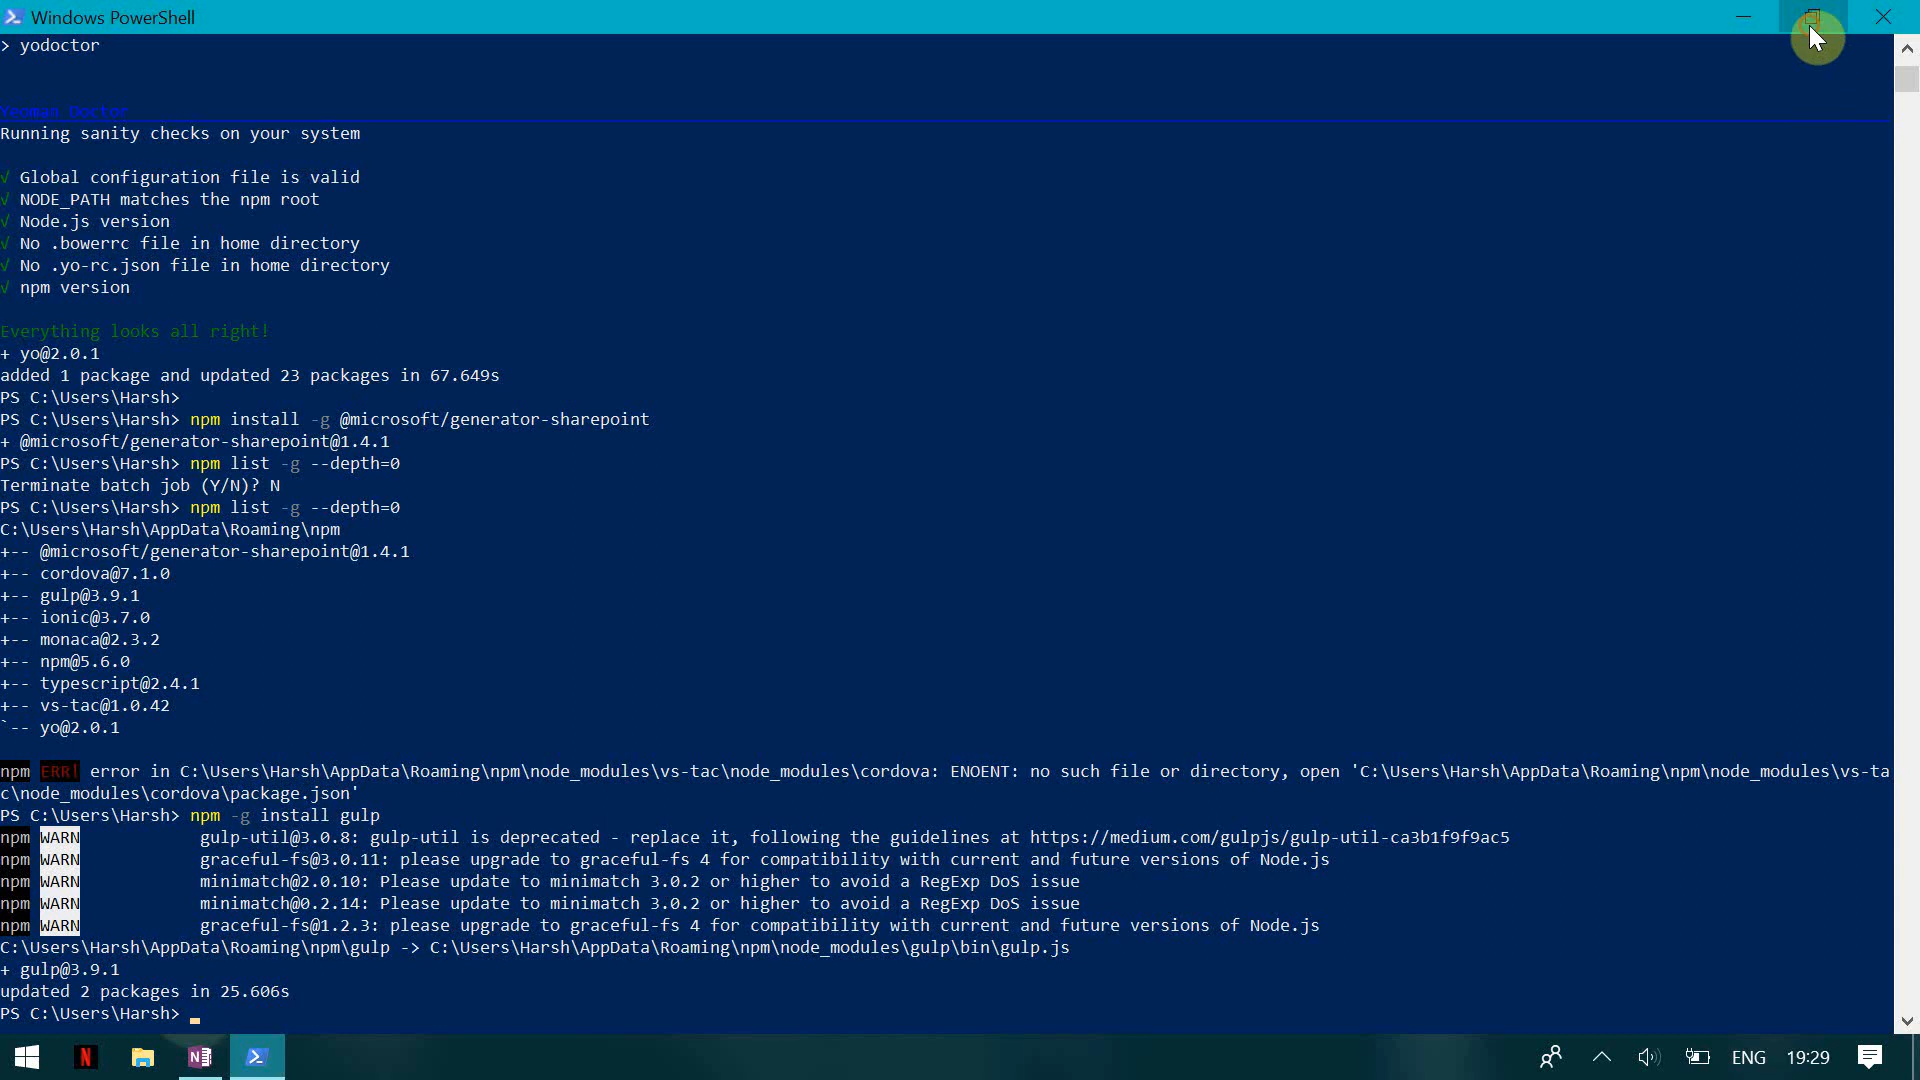 Windows PowerShell
> yodoctor
Yeoman Doctor
Running sanity checks on your system
√ Global configuration file is valid
√ NODE_PATH matches the npm root
√ Node.js version
√ No .bowerrc file in home directory
√ No .yo-rc.json file in home directory
√ npm version
Everything looks all right!
+ yo@2.0.1
added 1 package and updated 23 packages in 67.649s
PS C:\Users\Harsh>
PS C:\Users\Harsh> npm install -g @microsoft/generator-sharepoint
+ @microsoft/generator-sharepoint@1.4.1
PS C:\Users\Harsh> npm list -g --depth=0
Terminate batch job (Y/N)? N
PS C:\Users\Harsh> npm list -g --depth=0
C:\Users\Harsh\AppData\Roaming\npm
+-- @microsoft/generator-sharepoint@1.4.1
+-- cordova@7.1.0
+-- gulp@3.9.1
+-- ionic@3.7.0
+-- monaca@2.3.2
+-- npm@5.6.0
+-- typescript@2.4.1
+-- vs-tac@1.0.42
`-- yo@2.0.1
npm ERR! error in C:\Users\Harsh\AppData\Roaming\npm\node_modules\vs-tac\node_modules\cordova: ENOENT: no such file or directory, open 'C:\Users\Harsh\AppData\Roaming\npm\node_modules\vs-ta
c\node_modules\cordova\package.json'
PS C:\Users\Harsh> npm -g install gulp
npm WARN gulp-util@3.0.8: gulp-util is deprecated - replace it, following the guidelines at https://medium.com/gulpjs/gulp-util-ca3b1f9f9ac5
npm WARN graceful-fs@3.0.11: please upgrade to graceful-fs 4 for compatibility with current and future versions of Node.js
npm WARN minimatch@2.0.10: Please update to minimatch 3.0.2 or higher to avoid a RegExp DoS issue
npm WARN minimatch@0.2.14: Please update to minimatch 3.0.2 or higher to avoid a RegExp DoS issue
npm WARN graceful-fs@1.2.3: please upgrade to graceful-fs 4 for compatibility with current and future versions of Node.js
C:\Users\Harsh\AppData\Roaming\npm\gulp -> C:\Users\Harsh\AppData\Roaming\npm\node_modules\gulp\bin\gulp.js
+ gulp@3.9.1
updated 2 packages in 25.606s
PS C:\Users\Harsh>
N N ENG 19:29